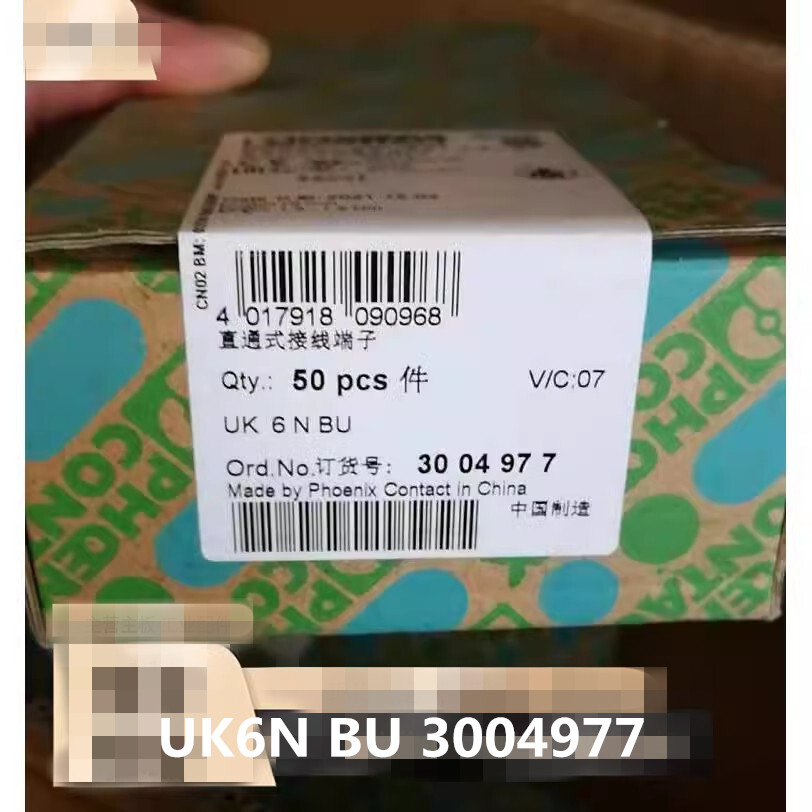 CN02 BM:
4 017918 090968
直通式接线端子
Qty.: 50 pcs 件
V/C:07
UK 6 N BU
Ord.No.订货号: 30 04 97 7
Made by Phoenix Contact in China
中国制造
PHŒNIX
CONTACT
UK6N BU 3004977